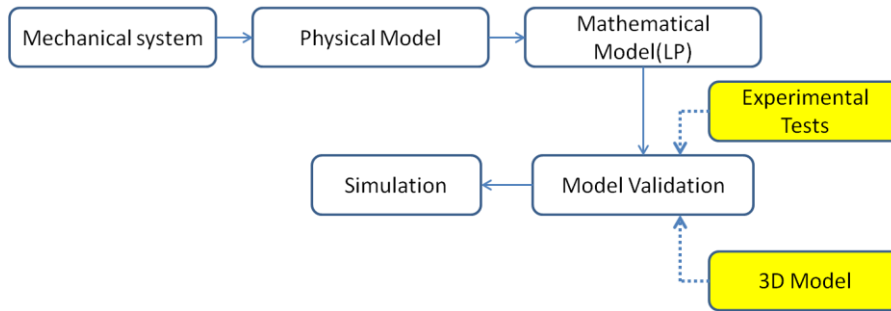 Mechanical system
Physical Model
Mathematical
Model(LP)
Experimental
Tests
Simulation
Model Validation
3D Model